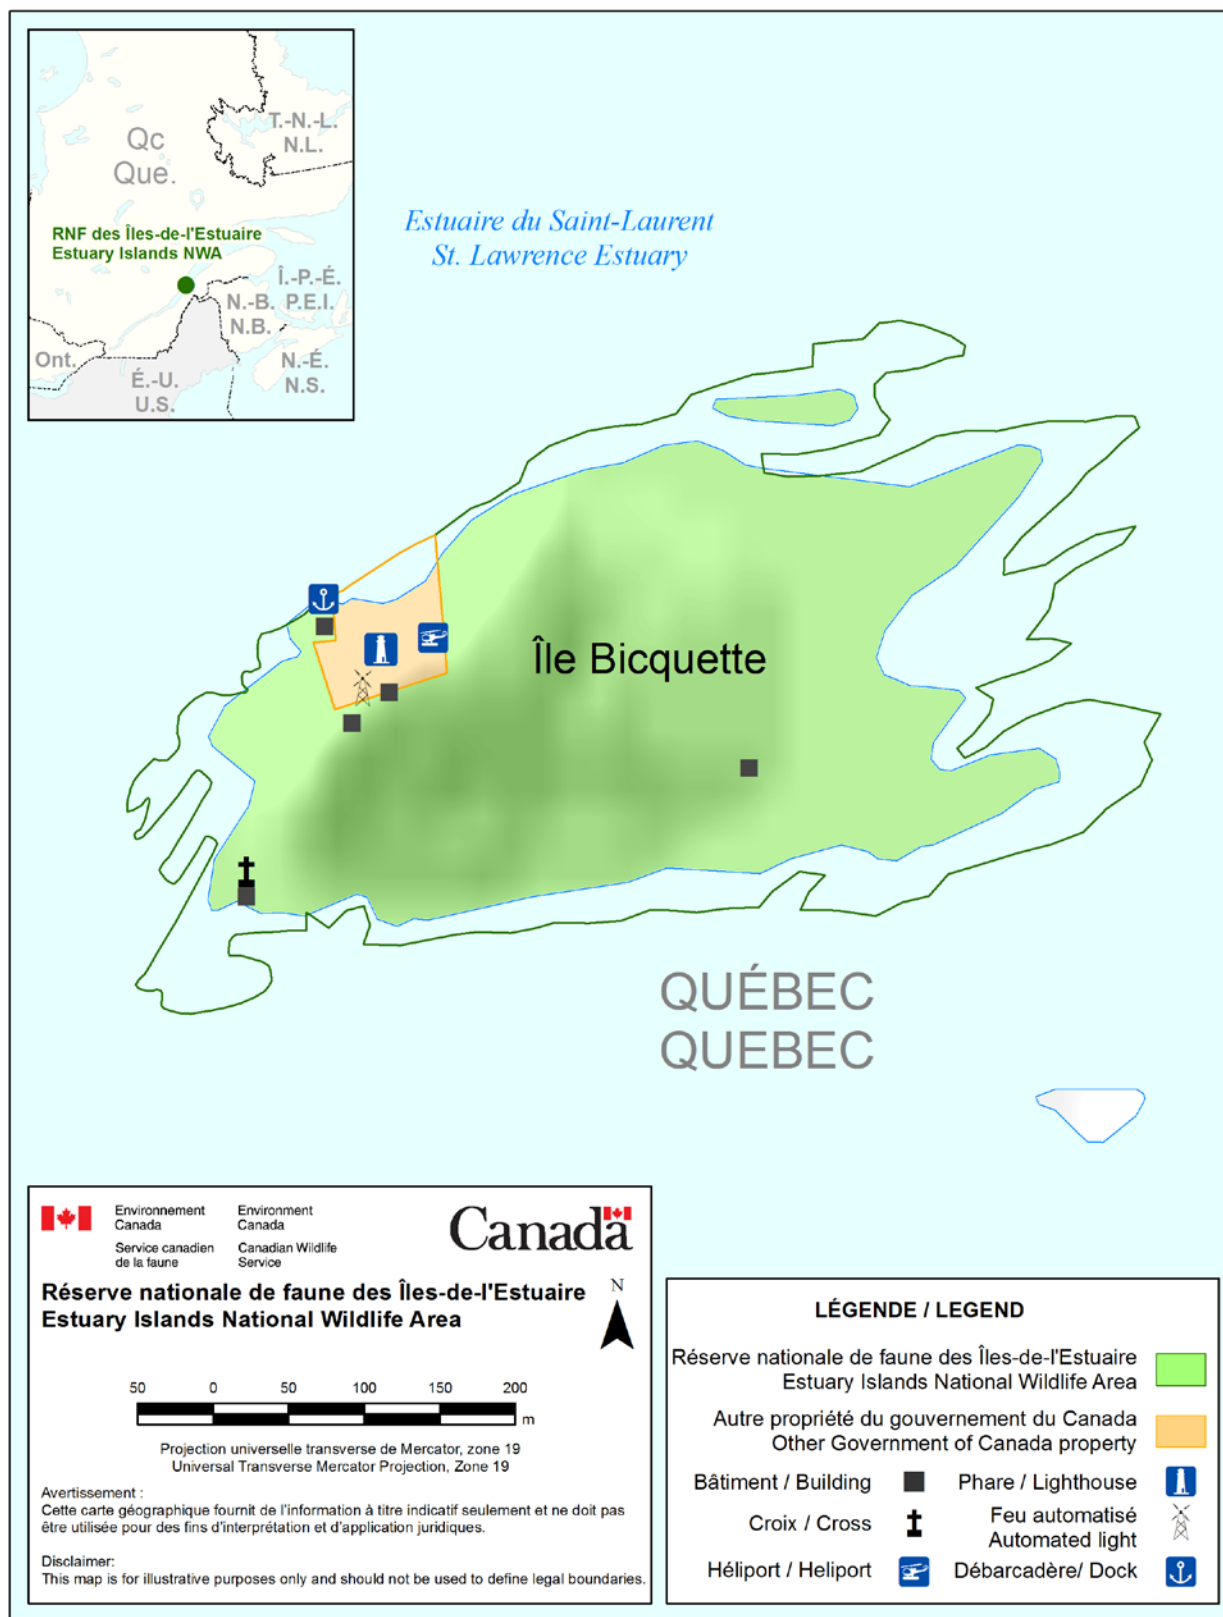 T.-N.-L.
N.L.
Qc
Que.
RNF des Îles-de-l'Estuaire
Estuary Islands NWA
Î.-P.-É.
P.E.I.
N.-B.
N.B.
Ont.
É.-U.
U.S.
N.-É.
N.S.
Estuaire du Saint-Laurent
St. Lawrence Estuary
Île Bicquette
QUÉBEC
QUEBEC
Environnement
Canada
Environment
Canada
Service canadien
de la faune
Canadian Wildlife
Service
Canada
Réserve nationale de faune des Îles-de-l'Estuaire
Estuary Islands National Wildlife Area
N
50 0 50 100 150 200
m
Projection universelle transverse de Mercator, zone 19
Universal Transverse Mercator Projection, Zone 19
Avertissement :
Cette carte géographique fournit de l'information à titre indicatif seulement et ne doit pas
être utilisée pour des fins d'interprétation et d'application juridiques.
Disclaimer:
This map is for illustrative purposes only and should not be used to define legal boundaries.
LÉGENDE / LEGEND
Réserve nationale de faune des Îles-de-l'Estuaire
Estuary Islands National Wildlife Area
Autre propriété du gouvernement du Canada
Other Government of Canada property
Bâtiment / Building
Phare / Lighthouse
Croix / Cross
Feu automatisé
Automated light
Héliport / Heliport
Débarcadère/ Dock